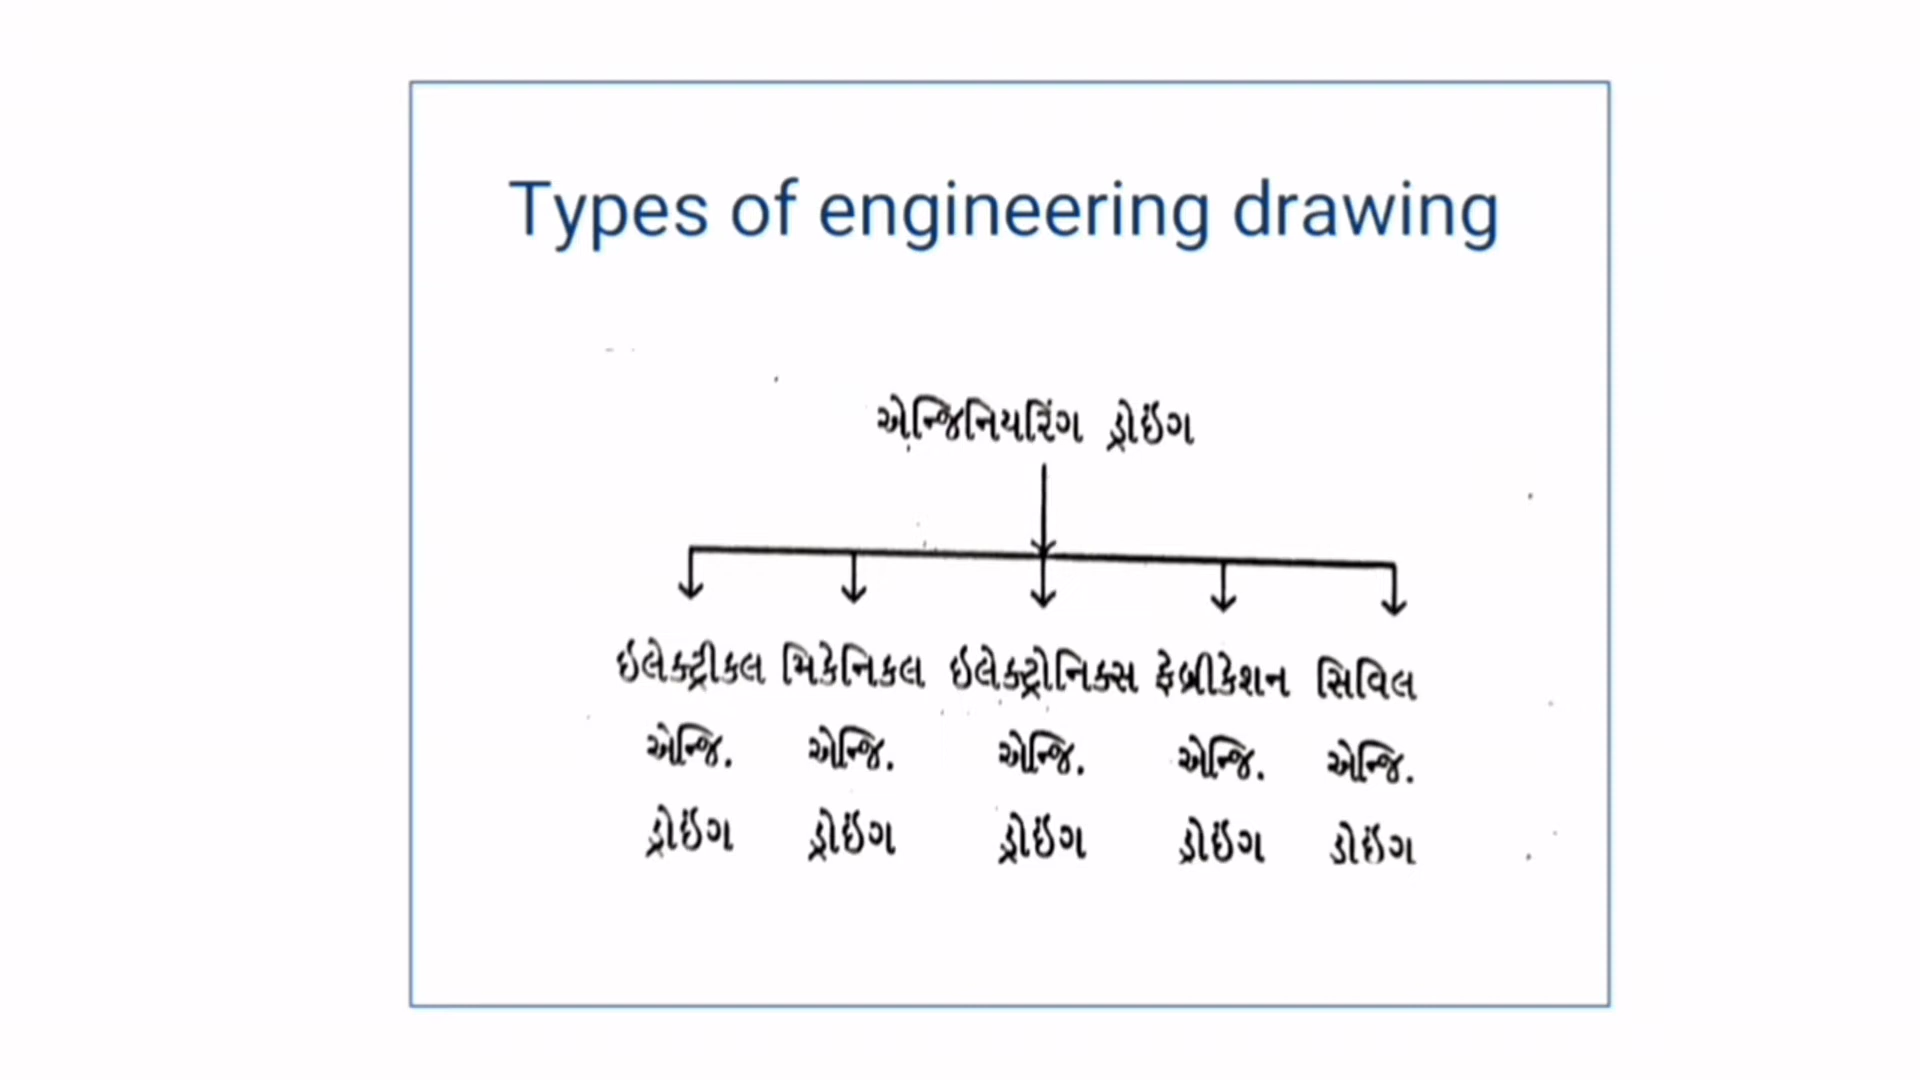 Types of engineering drawing
એન્જિનિયરિંગ ડ્રોઇંગ
ઇલેક્ટ્રીકલ મિકેનિકલ ઇલેક્ટ્રોનિક્સ ફેબ્રીકેશન સિવિલ
એન્જિ. એન્જિ. એન્જિ. એન્જિ. એન્જિ.
ડ્રોઇંગ ડ્રોઇંગ ડ્રોઇંગ ડ્રોઇંગ ડ્રોઇંગ